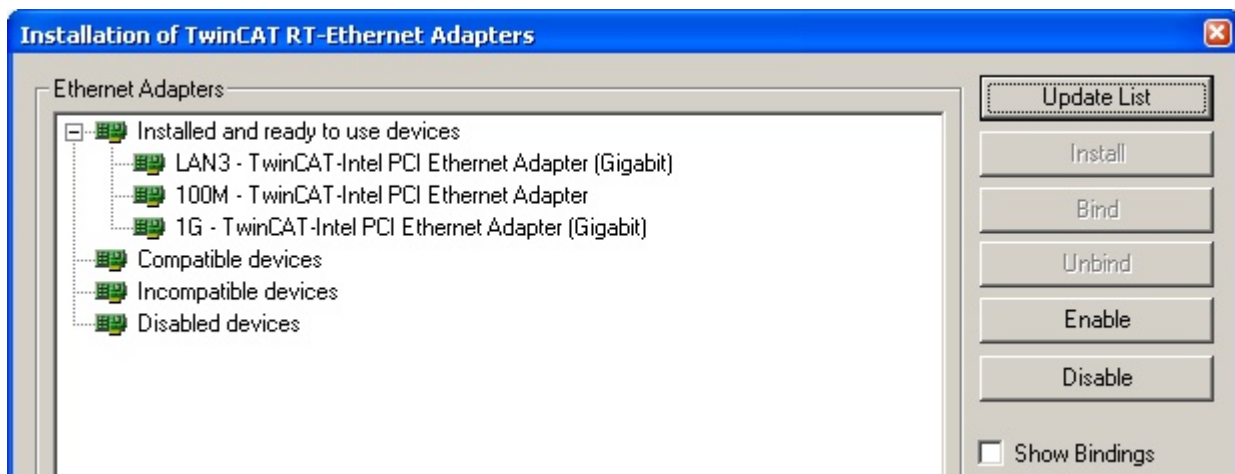 Installation of TwinCAT RT-Ethernet Adapters
Ethernet Adapters
Installed and ready to use devices
LAN3 - TwinCAT-Intel PCI Ethernet Adapter (Gigabit)
100M - TwinCAT-Intel PCI Ethernet Adapter
1G - TwinCAT-Intel PCI Ethernet Adapter (Gigabit)
Compatible devices
Incompatible devices
Disabled devices
Update List
Install
Bind
Unbind
Enable
Disable
Show Bindings